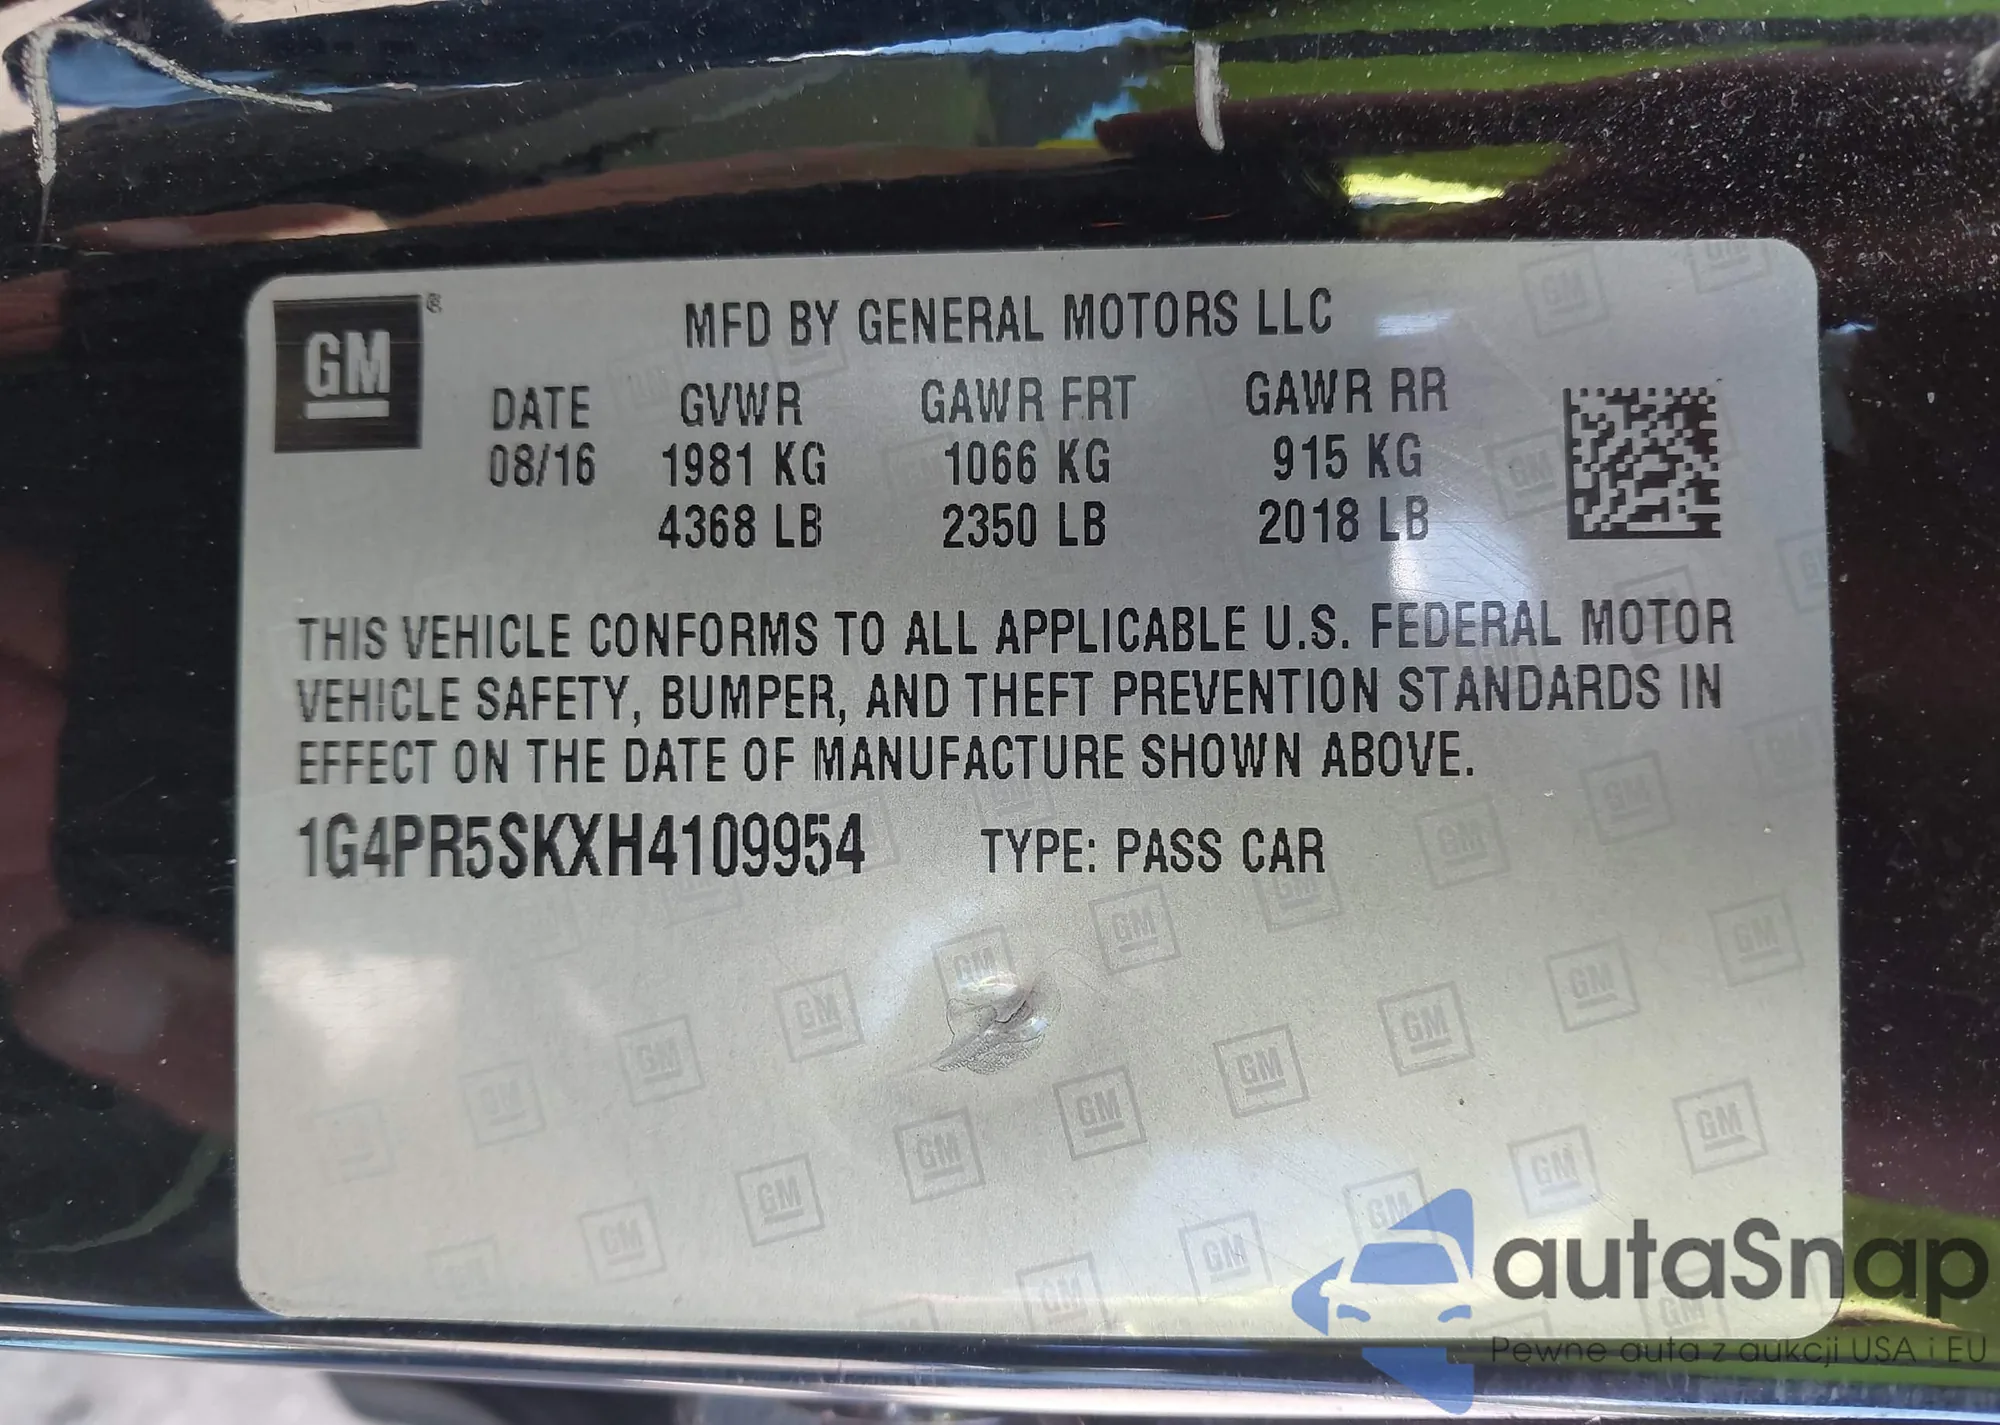 GM ®
MFD BY GENERAL MOTORS LLC
DATE GVWR GAWR FRT GAWR RR
08/16 1981 KG 1066 KG 915 KG
4368 LB 2350 LB 2018 LB
THIS VEHICLE CONFORMS TO ALL APPLICABLE U.S. FEDERAL MOTOR
VEHICLE SAFETY, BUMPER, AND THEFT PREVENTION STANDARDS IN
EFFECT ON THE DATE OF MANUFACTURE SHOWN ABOVE.
1G4PR5SKXH4109954 TYPE: PASS CAR
autaSnap
Pewne auta z aukcji USA i EU